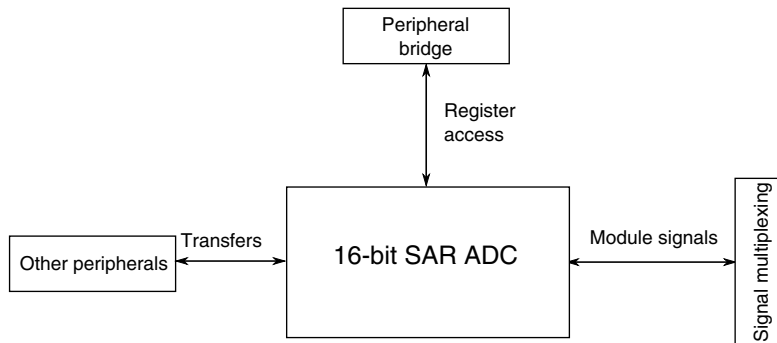 Peripheral
bridge
Register
access
Transfers
Other peripherals
16-bit SAR ADC
Module signals
Signal multiplexing